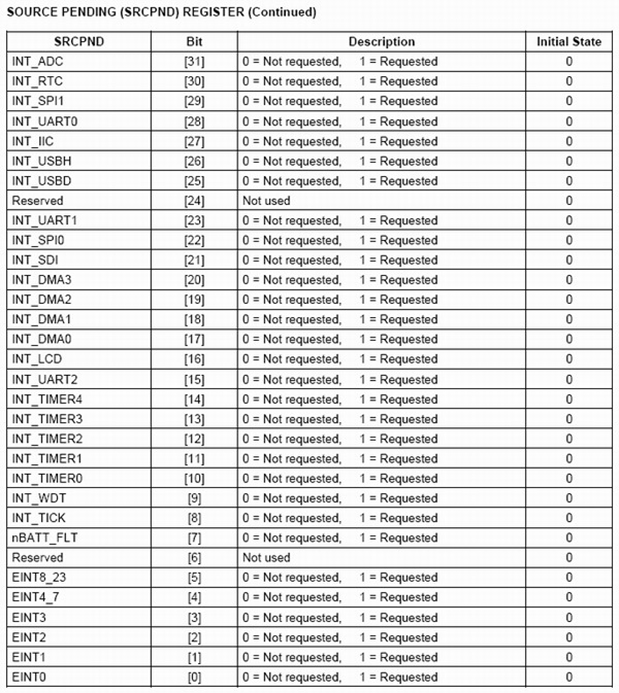 SOURCE PENDING (SRCPND) REGISTER (Continued)
SRCPND Bit Description Initial State
INT_ADC [31] 0 = Not requested, 1 = Requested 0
INT_RTC [30] 0 = Not requested, 1 = Requested 0
INT_SPI1 [29] 0 = Not requested, 1 = Requested 0
INT_UART0 [28] 0 = Not requested, 1 = Requested 0
INT_IIC [27] 0 = Not requested, 1 = Requested 0
INT_USBH [26] 0 = Not requested, 1 = Requested 0
INT_USBD [25] 0 = Not requested, 1 = Requested 0
Reserved [24] Not used 0
INT_UART1 [23] 0 = Not requested, 1 = Requested 0
INT_SPI0 [22] 0 = Not requested, 1 = Requested 0
INT_SDI [21] 0 = Not requested, 1 = Requested 0
INT_DMA3 [20] 0 = Not requested, 1 = Requested 0
INT_DMA2 [19] 0 = Not requested, 1 = Requested 0
INT_DMA1 [18] 0 = Not requested, 1 = Requested 0
INT_DMA0 [17] 0 = Not requested, 1 = Requested 0
INT_LCD [16] 0 = Not requested, 1 = Requested 0
INT_UART2 [15] 0 = Not requested, 1 = Requested 0
INT_TIMER4 [14] 0 = Not requested, 1 = Requested 0
INT_TIMER3 [13] 0 = Not requested, 1 = Requested 0
INT_TIMER2 [12] 0 = Not requested, 1 = Requested 0
INT_TIMER1 [11] 0 = Not requested, 1 = Requested 0
INT_TIMER0 [10] 0 = Not requested, 1 = Requested 0
INT_WDT [9] 0 = Not requested, 1 = Requested 0
INT_TICK [8] 0 = Not requested, 1 = Requested 0
nBATT_FLT [7] 0 = Not requested, 1 = Requested 0
Reserved [6] Not used 0
EINT8_23 [5] 0 = Not requested, 1 = Requested 0
EINT4_7 [4] 0 = Not requested, 1 = Requested 0
EINT3 [3] 0 = Not requested, 1 = Requested 0
EINT2 [2] 0 = Not requested, 1 = Requested 0
EINT1 [1] 0 = Not requested, 1 = Requested 0
EINT0 [0] 0 = Not requested, 1 = Requested 0